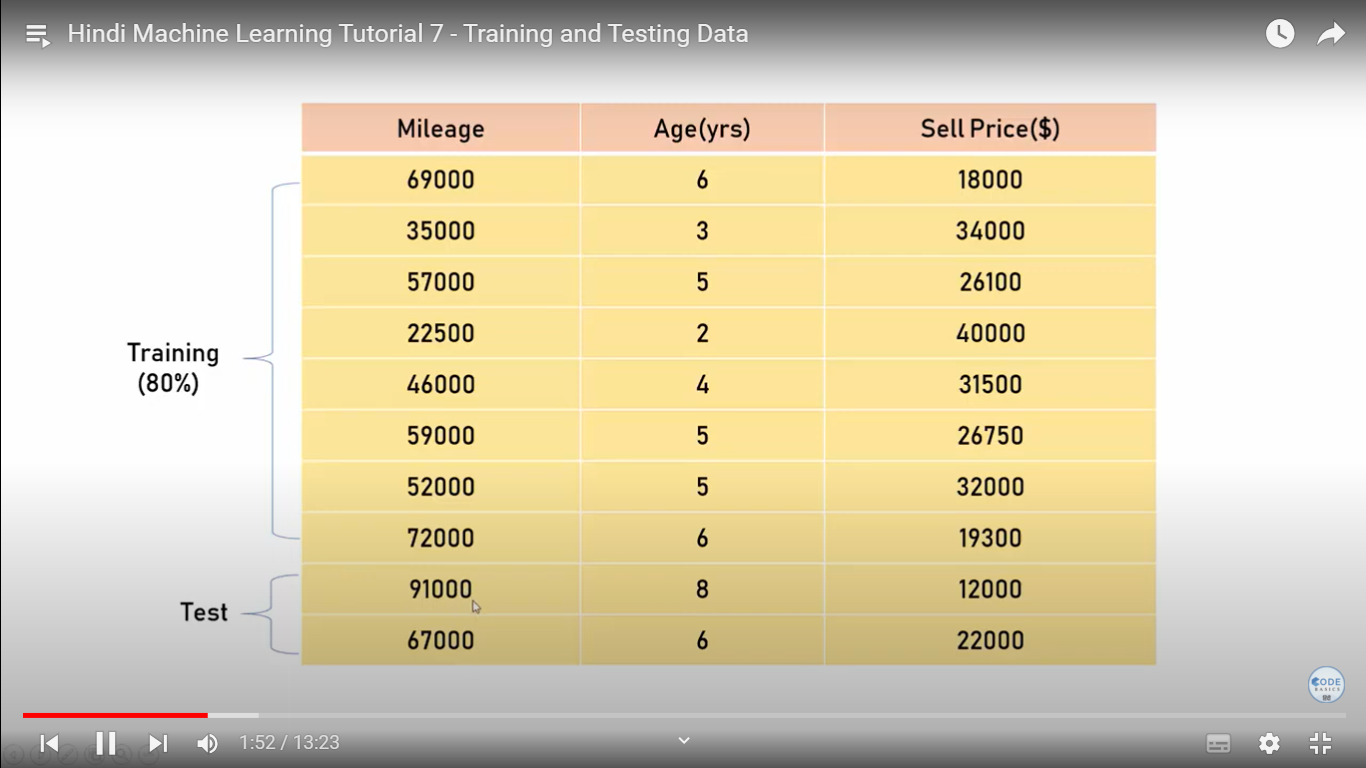 Hindi Machine Learning Tutorial 7 - Training and Testing Data
Mileage Age(yrs) Sell Price($)
69000 6 18000
35000 3 34000
57000 5 26100
22500 2 40000
Training
(80%)
46000 4 31500
59000 5 26750
52000 5 32000
72000 6 19300
Test
91000 8 12000
67000 6 22000
CODE
BASICS
1:52 / 13:23